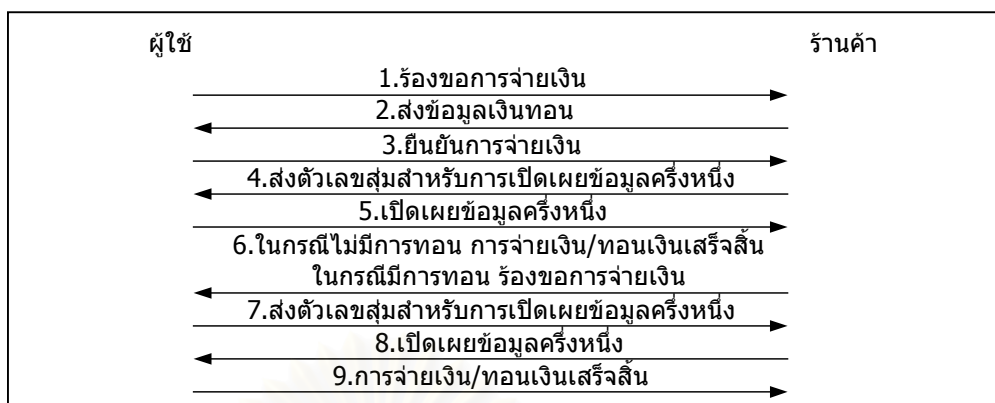 ผู้ใช้ ร้านค้า
1.ร้องขอการจ่ายเงิน
2.ส่งข้อมูลเงินทอน
3.ยืนยันการจ่ายเงิน
4.ส่งตัวเลขสุ่มสำหรับการเปิดเผยข้อมูลครึ่งหนึ่ง
5.เปิดเผยข้อมูลครึ่งหนึ่ง
6.ในกรณีไม่มีการทอน การจ่ายเงิน/ทอนเงินเสร็จสิ้น
ในกรณีมีการทอน ร้องขอการจ่ายเงิน
7.ส่งตัวเลขสุ่มสำหรับการเปิดเผยข้อมูลครึ่งหนึ่ง
8.เปิดเผยข้อมูลครึ่งหนึ่ง
9.การจ่ายเงิน/ทอนเงินเสร็จสิ้น